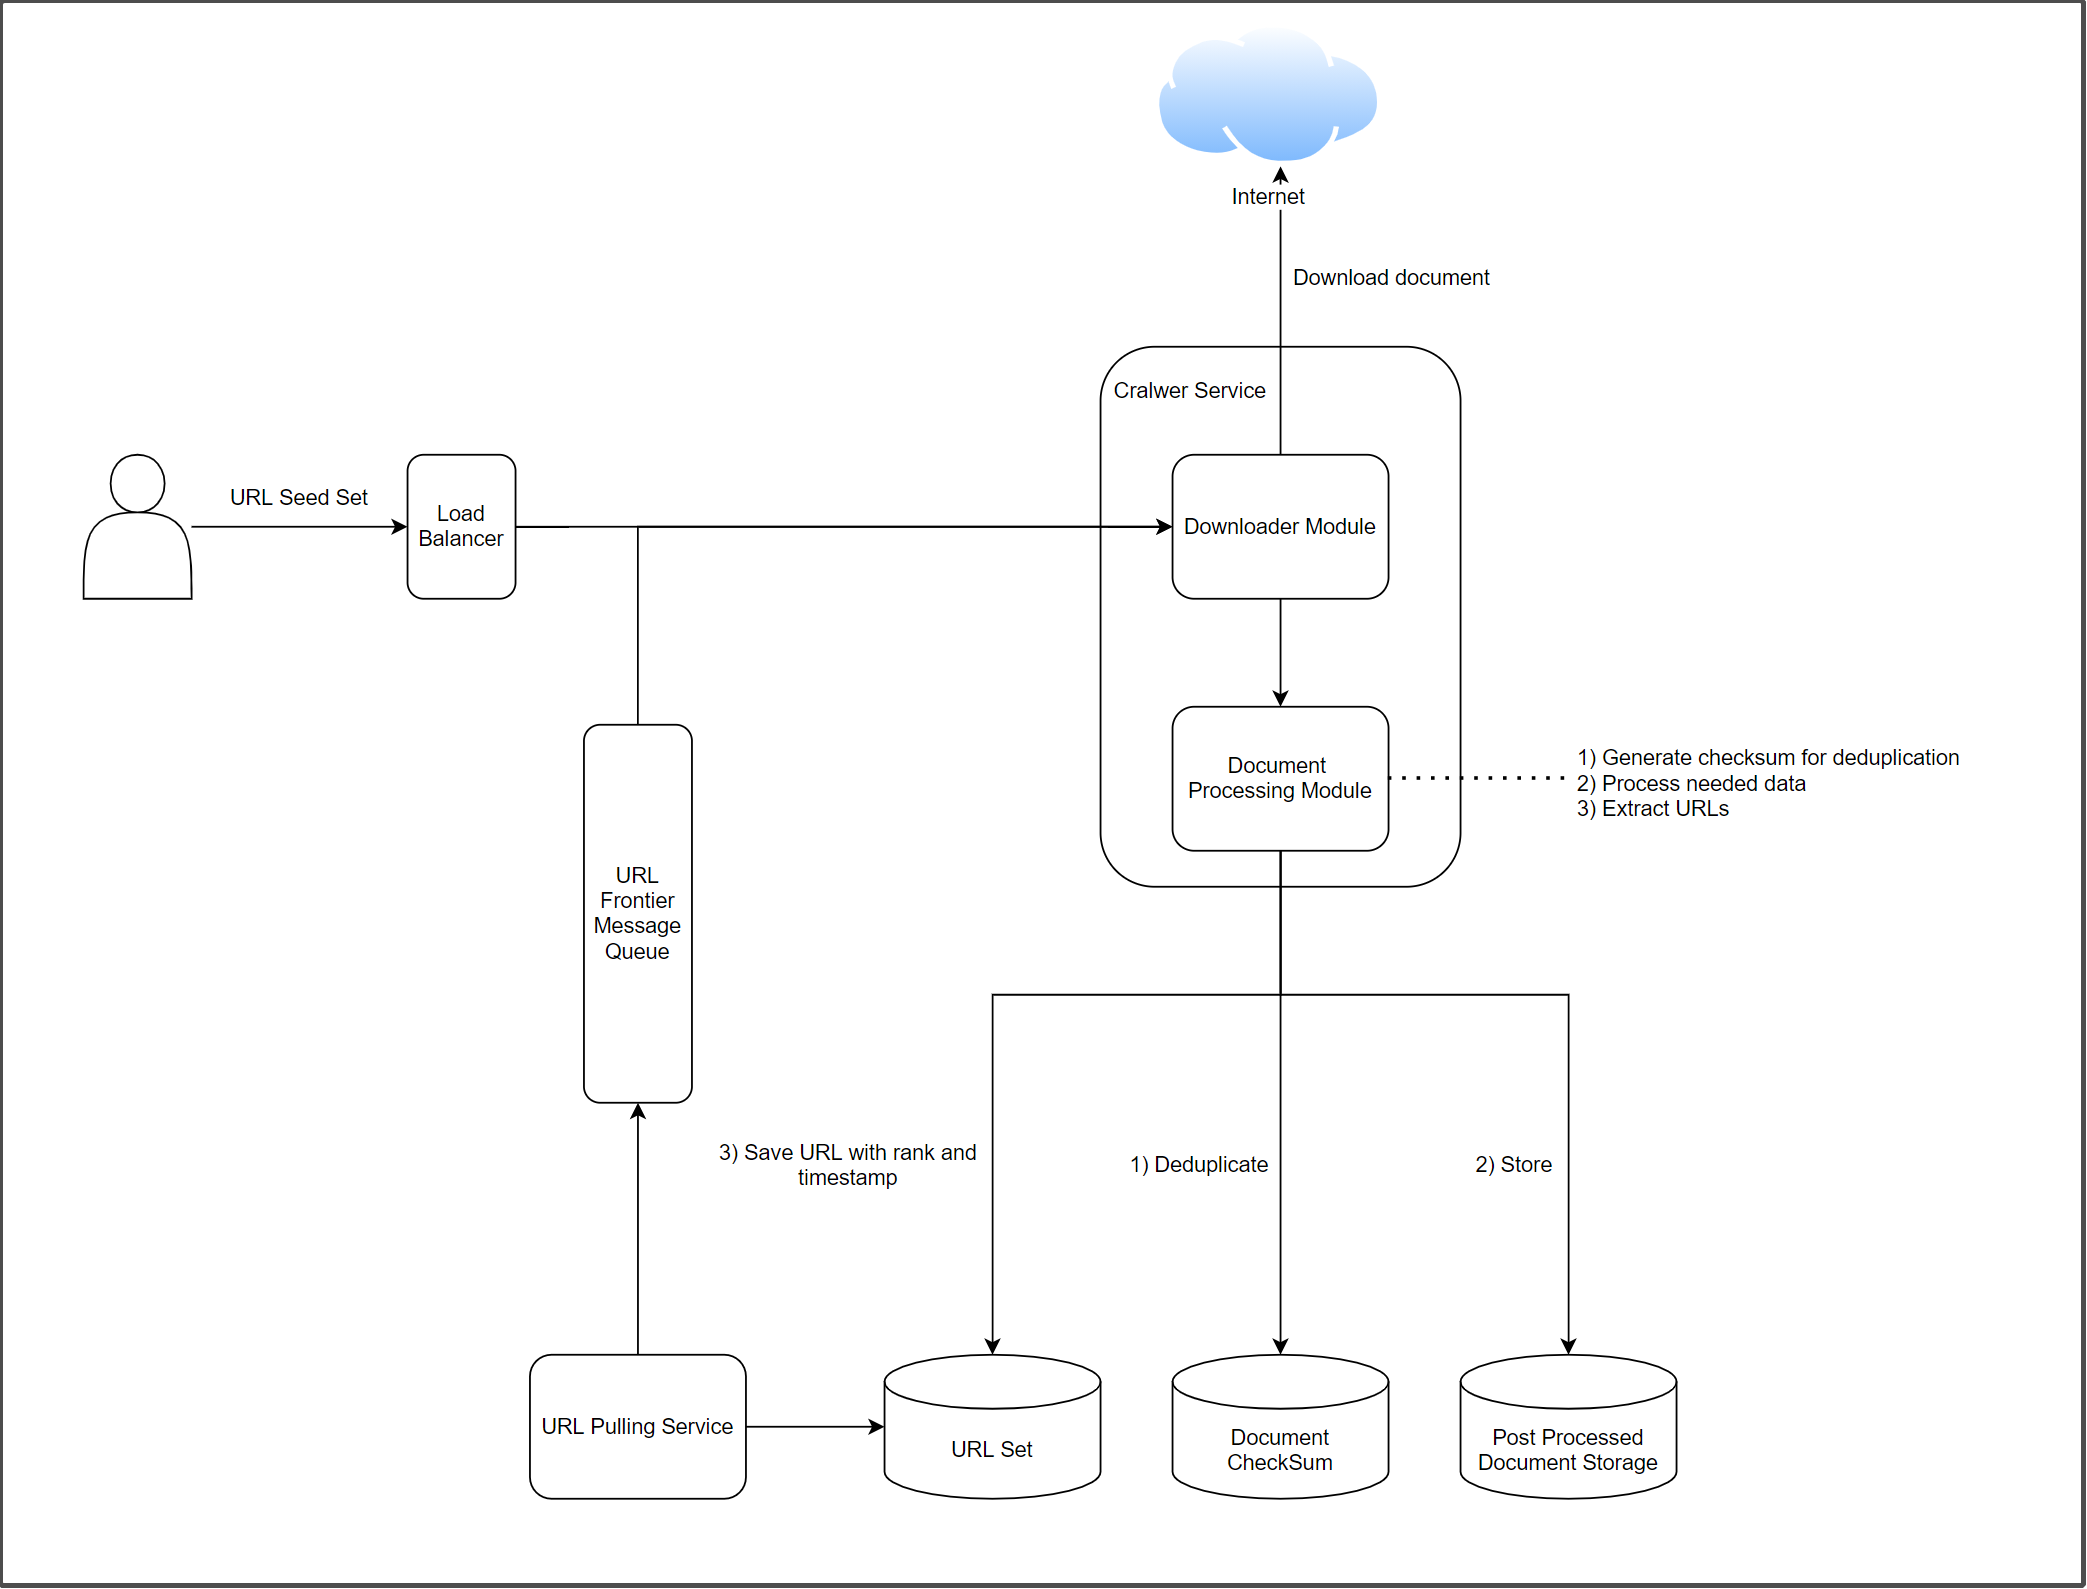 Internet
Download document
Cralwer Service
URL Seed Set
Load
Balancer
Downloader Module
Document
Processing Module
1) Generate checksum for deduplication
2) Process needed data
3) Extract URLs
URL
Frontier
Message
Queue
3) Save URL with rank and
timestamp
1) Deduplicate
2) Store
URL Pulling Service
URL Set
Document
CheckSum
Post Processed
Document Storage